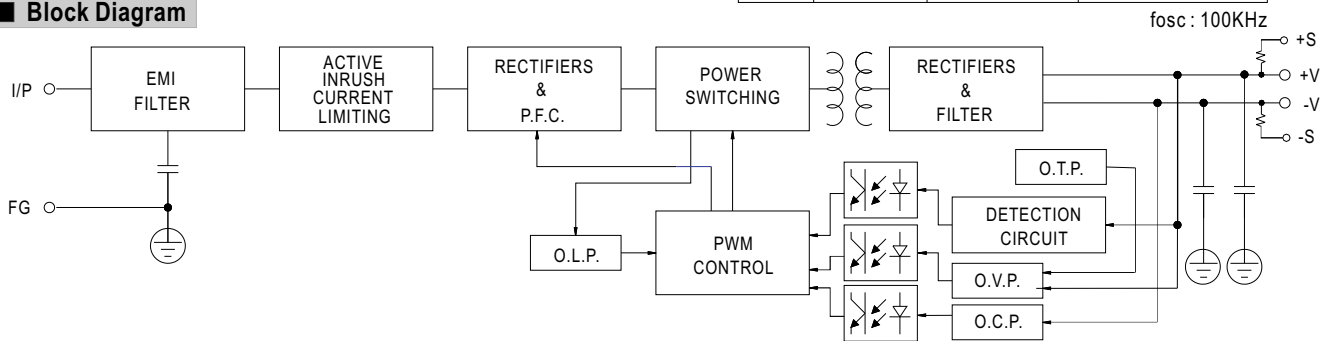 ■ Block Diagram
fosc : 100KHz
I/P
EMI
FILTER
ACTIVE
INRUSH
CURRENT
LIMITING
RECTIFIERS
&
P.F.C.
POWER
SWITCHING
RECTIFIERS
&
FILTER
+S
+V
-V
-S
FG
O.L.P.
PWM
CONTROL
O.T.P.
DETECTION
CIRCUIT
O.V.P.
O.C.P.